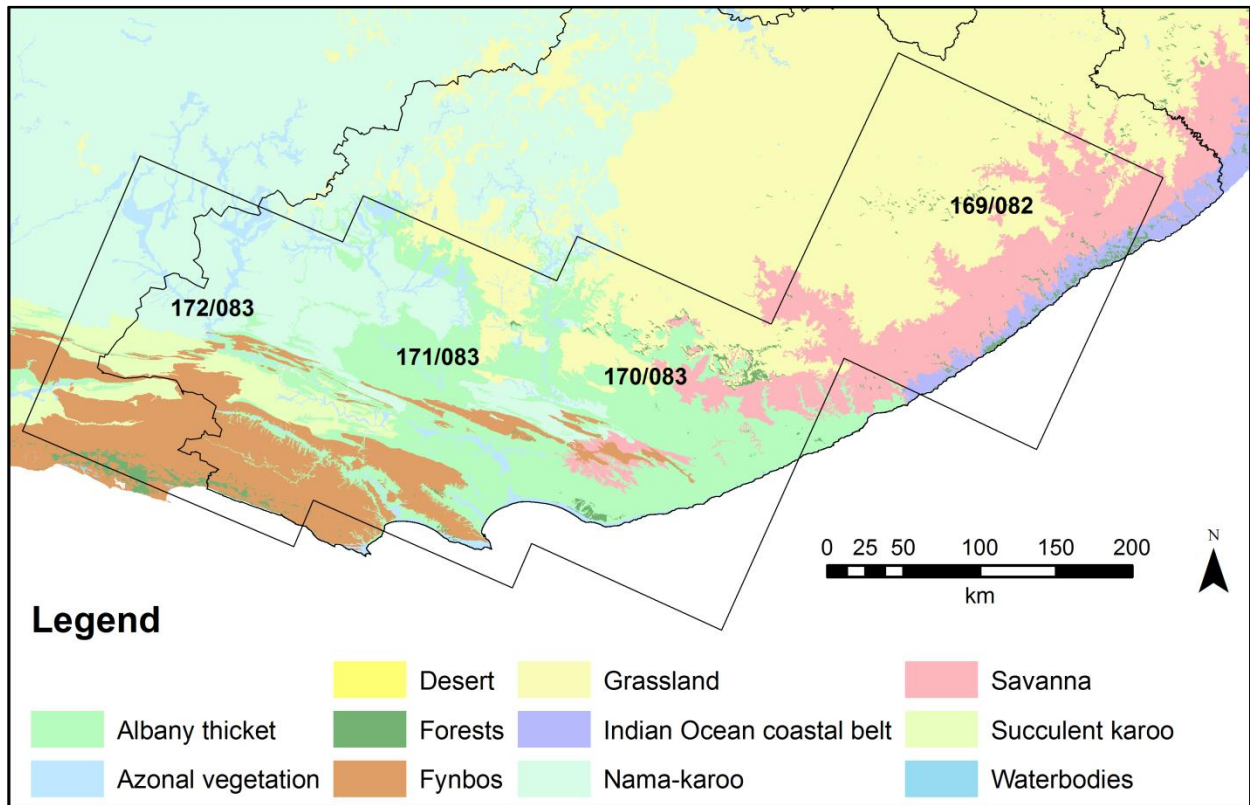 169/082
172/083
171/083
170/083
N
0 25 50 100 150 200
km
Legend
Desert Grassland Savanna
Albany thicket Forests Indian Ocean coastal belt Succulent karoo
Azonal vegetation Fynbos Nama-karoo Waterbodies